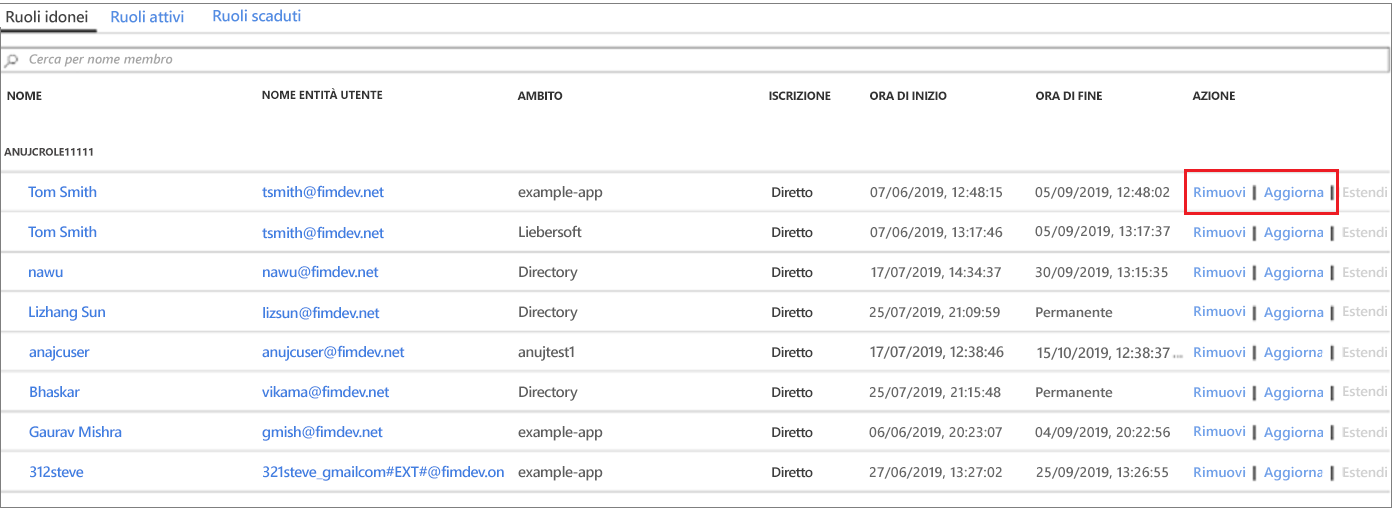 Ruoli idonei Ruoli attivi Ruoli scaduti
Cerca per nome membro
NOME NOME ENTITÀ UTENTE AMBITO ISCRIZIONE ORA DI INIZIO ORA DI FINE AZIONE
ANUJCROLE11111
Tom Smith tsmith@fimdev.net example-app Diretto 07/06/2019, 12:48:15 05/09/2019, 12:48:02 Rimuovi | Aggiorna | Estendi
Tom Smith tsmith@fimdev.net Liebersoft Diretto 07/06/2019, 13:17:46 05/09/2019, 13:17:37 Rimuovi | Aggiorna | Estendi
nawu nawu@fimdev.net Directory Diretto 17/07/2019, 14:34:37 30/09/2019, 13:15:35 Rimuovi | Aggiorna | Estendi
Lizhang Sun lizsun@fimdev.net Directory Diretto 25/07/2019, 21:09:59 Permanente Rimuovi | Aggiorna | Estendi
anajcuser anujcuser@fimdev.net anujtest1 Diretto 17/07/2019, 12:38:46 15/10/2019, 12:38:37 ... Rimuovi | Aggiorna | Estendi
Bhaskar vikama@fimdev.net Directory Diretto 25/07/2019, 21:15:48 Permanente Rimuovi | Aggiorna | Estendi
Gaurav Mishra gmish@fimdev.net example-app Diretto 06/06/2019, 20:23:07 04/09/2019, 20:22:56 Rimuovi | Aggiorna | Estendi
312steve 321steve_gmailcom#EXT#@fimdev.on example-app Diretto 27/06/2019, 13:27:02 25/09/2019, 13:26:55 Rimuovi | Aggiorna | Estendi